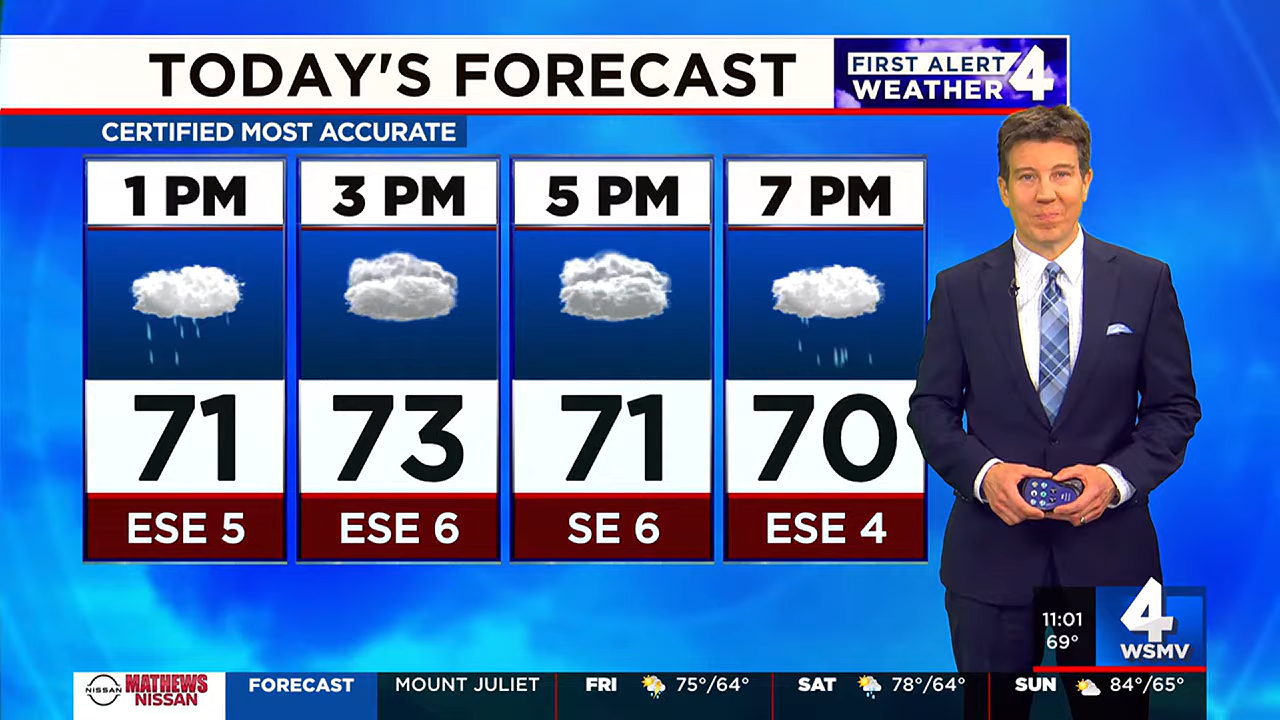 TODAY'S FORECAST
FIRST ALERT
WEATHER 4
CERTIFIED MOST ACCURATE
1 PM
3 PM
5 PM
7 PM
71
73
71
70
ESE 5
ESE 6
SE 6
ESE 4
11:01
69°
4
WSMV
NISSAN
MATHEWS
NISSAN
FORECAST
MOUNT JULIET
FRI 75°/64°
SAT 78°/64°
SUN 84°/65°